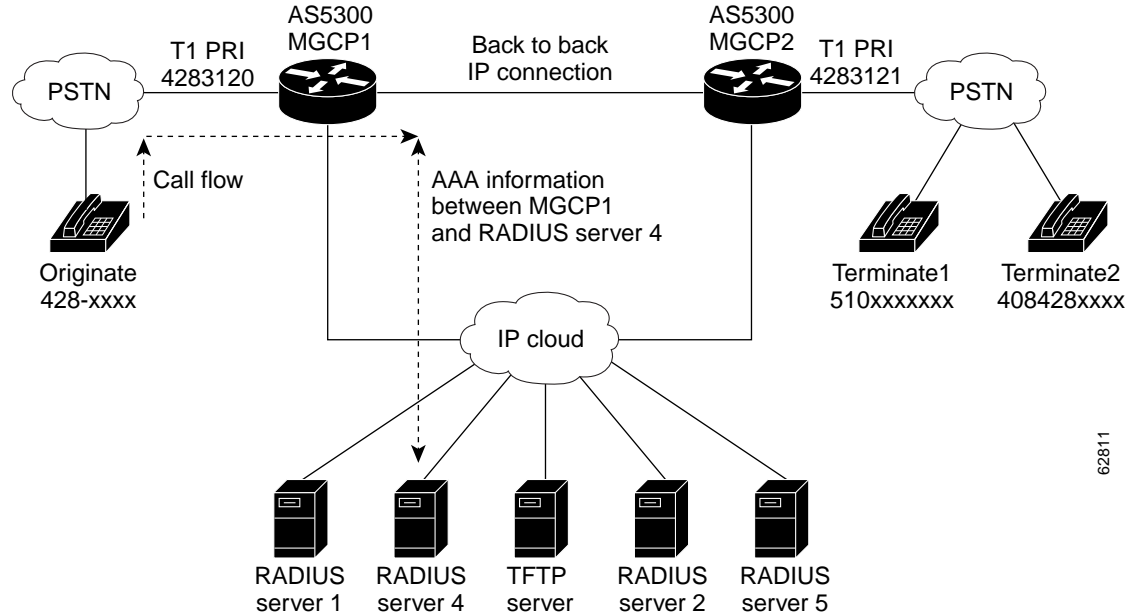 AS5300
MGCP1
AS5300
MGCP2
T1 PRI
4283120
Back to back
IP connection
T1 PRI
4283121
PSTN
PSTN
Call flow
AAA information
between MGCP1
and RADIUS server 4
Originate
428-xxxx
Terminate1
510xxxxxxx
Terminate2
408428xxxx
IP cloud
62811
RADIUS
server 1
RADIUS
server 4
TFTP
server
RADIUS
server 2
RADIUS
server 5